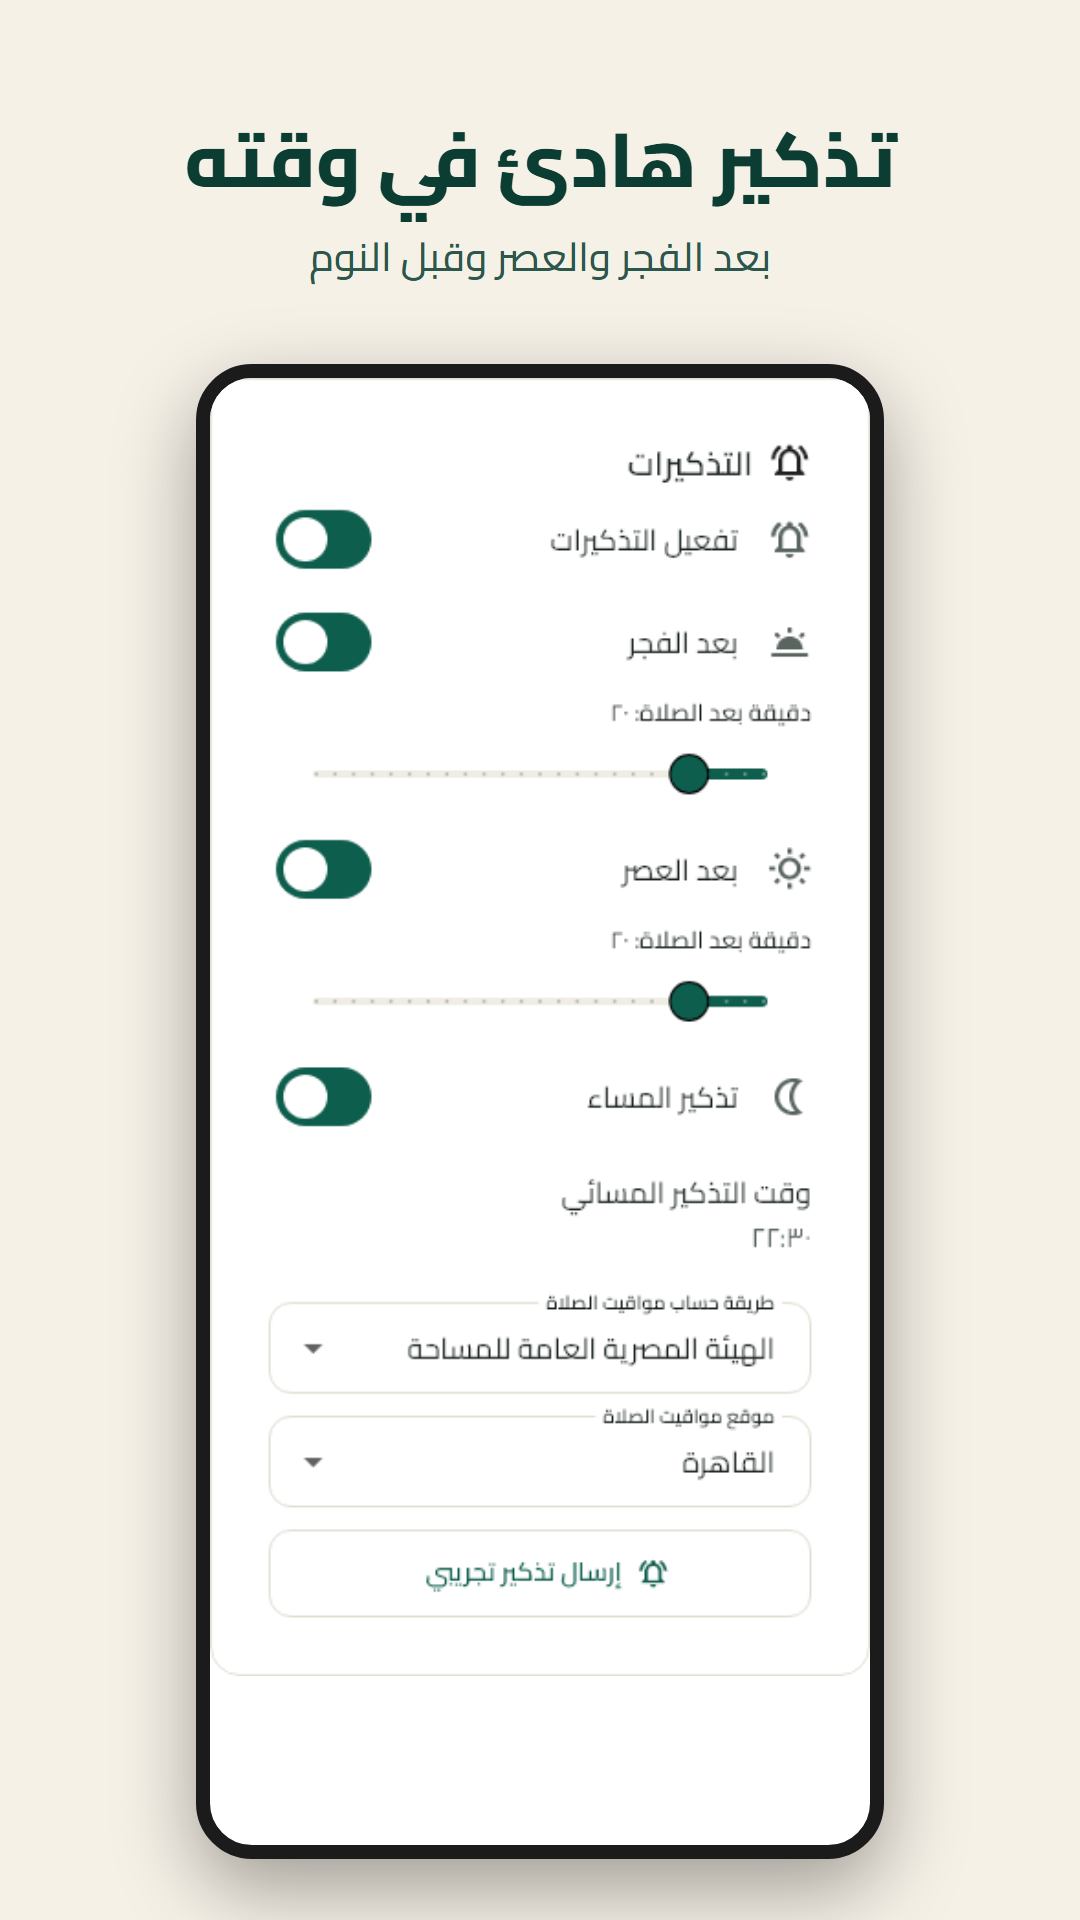 تذكير هادئ في وقته
بعد الفجر والعصر وقبل النوم
التذكيرات
تفعيل التذكيرات
بعد الفجر
دقيقة بعد الصلاة: ٢٠
بعد العصر
دقيقة بعد الصلاة: ٢٠
تذكير المساء
وقت التذكير المسائي
٢٢:٣٠
طريقة حساب مواقيت الصلاة
الهيئة المصرية العامة للمساحة
موقع مواقيت الصلاة
القاهرة
إرسال تذكير تجريبي